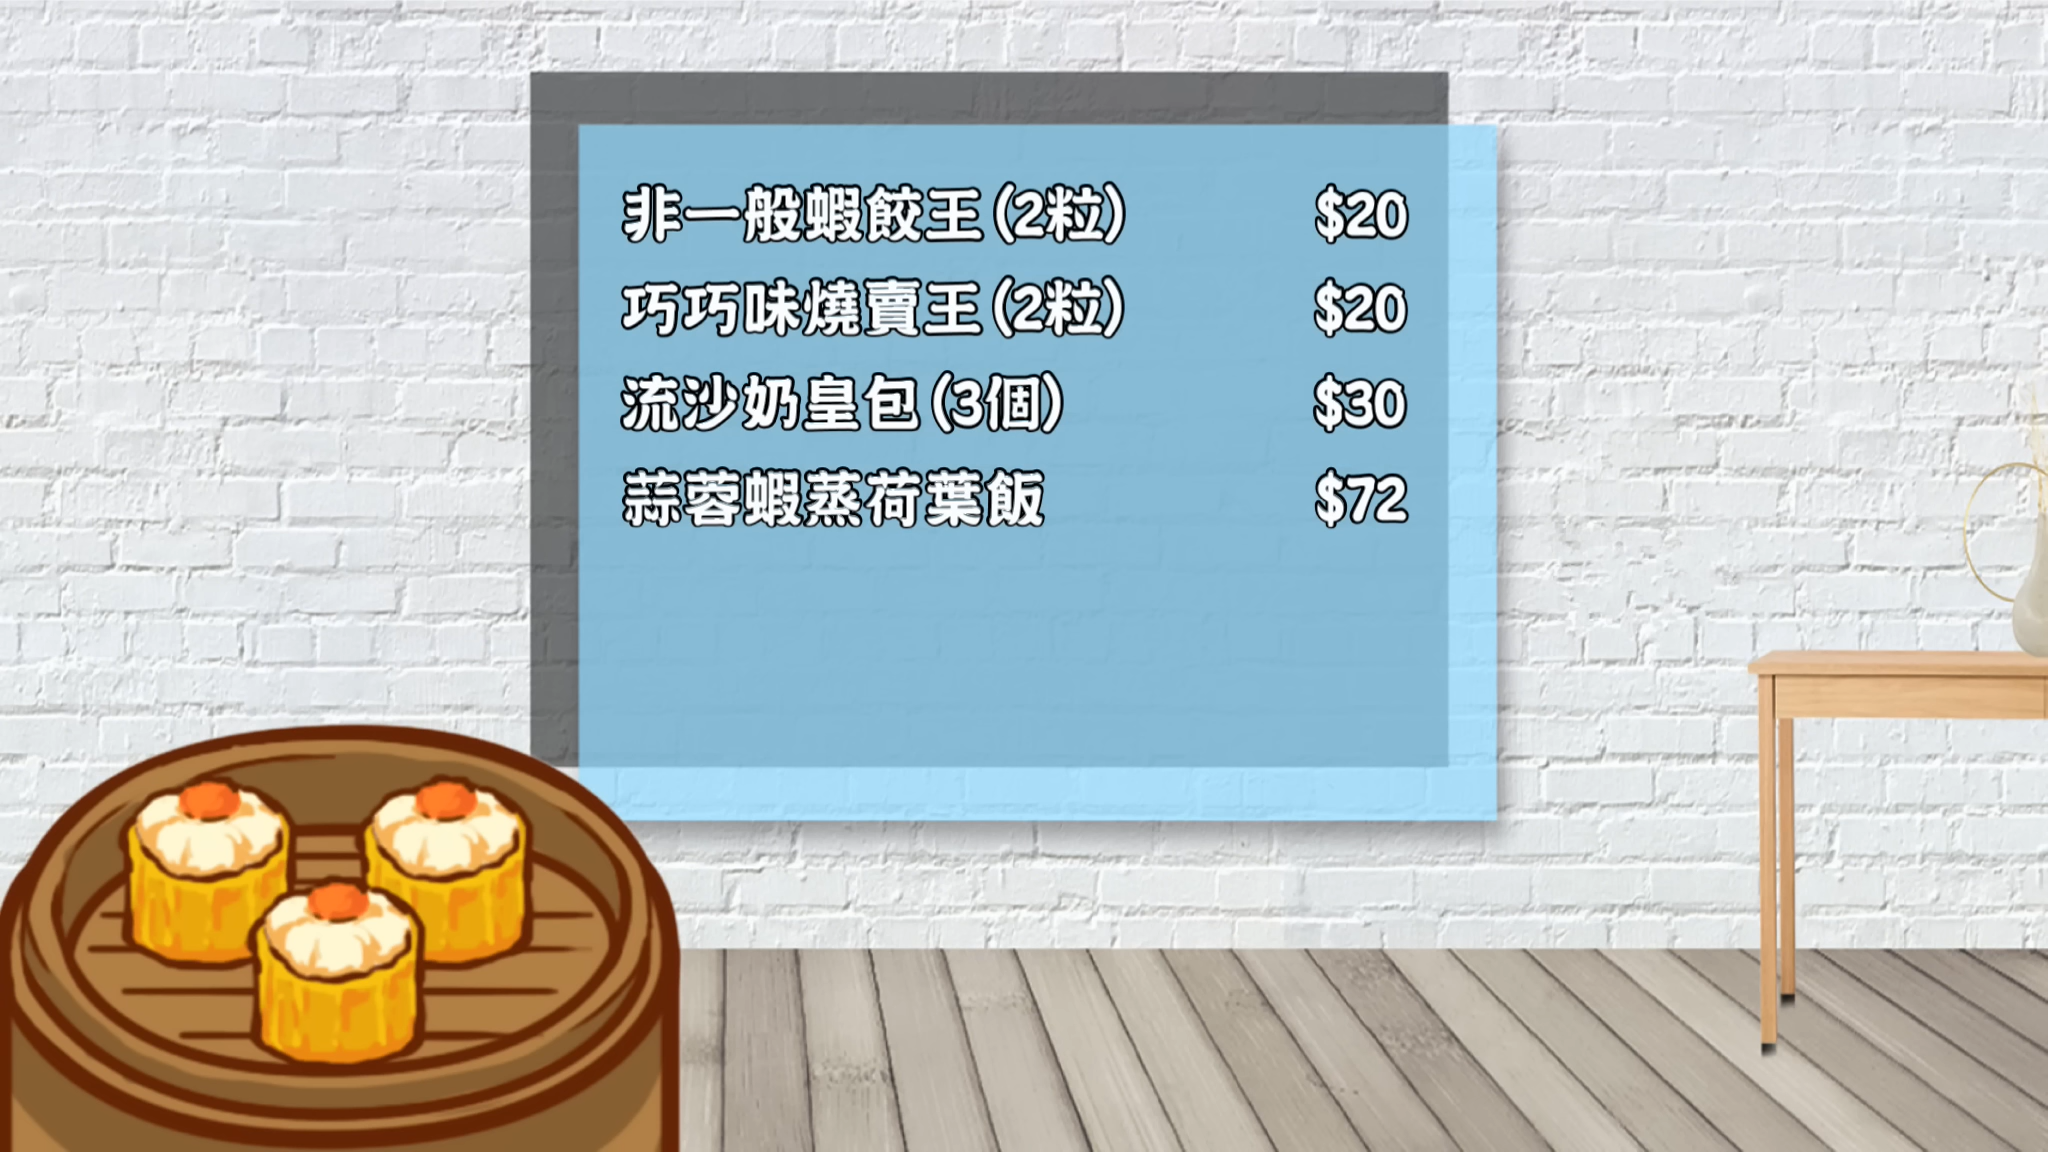 非一般蝦餃王(2粒) $20
巧巧味燒賣王(2粒) $20
流沙奶皇包(3個) $30
蒜蓉蝦蒸荷葉飯 $72